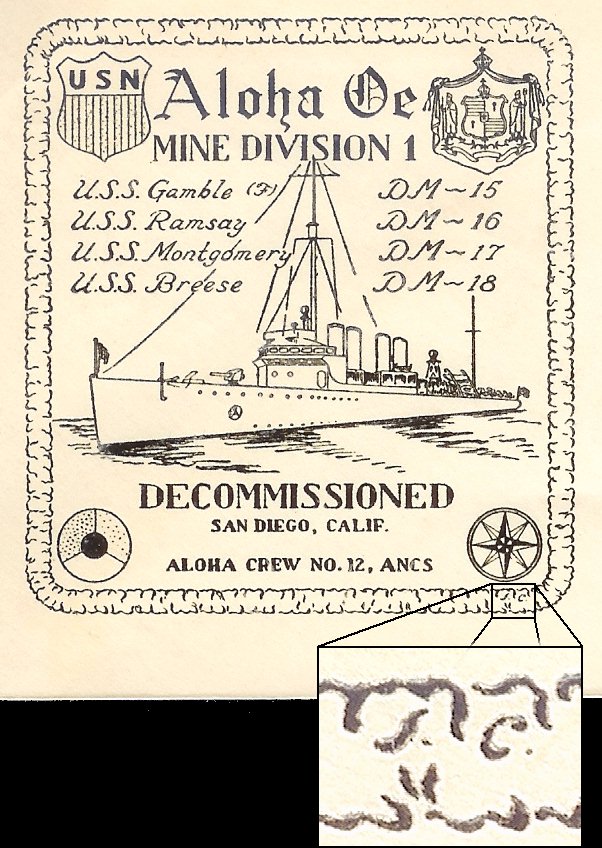 USN
Aloha Oe
MINE DIVISION 1
U.S.S. Gamble (F) DM~15
U.S.S. Ramsay DM~16
U.S.S. Montgomery DM~17
U.S.S. Breese DM~18
DECOMMISSIONED
SAN DIEGO, CALIF.
ALOHA CREW NO. 12, ANCS